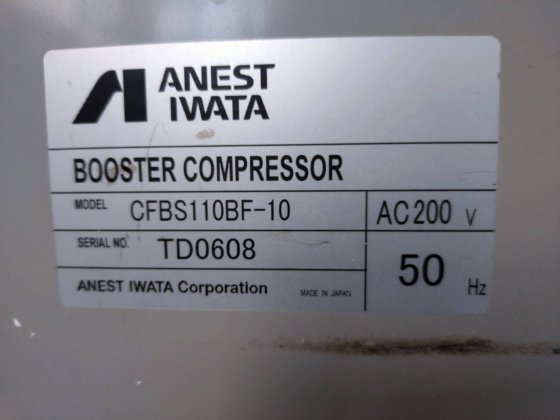 ANEST
IWATA
BOOSTER COMPRESSOR
MODEL CFBS110BF-10 AC200 V
SERIAL NO. TD0608
50 Hz
ANEST IWATA Corporation MADE IN JAPAN